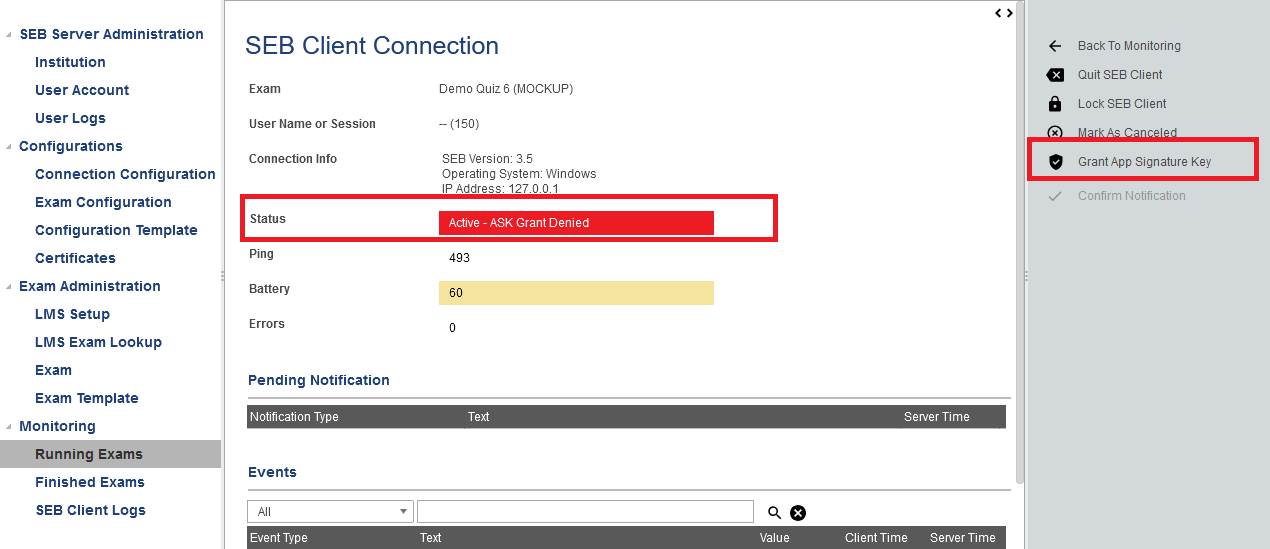 SEB Server Administration
Institution
User Account
User Logs
Configurations
Connection Configuration
Exam Configuration
Configuration Template
Certificates
Exam Administration
LMS Setup
LMS Exam Lookup
Exam
Exam Template
Monitoring
Running Exams
Finished Exams
SEB Client Logs
SEB Client Connection
Exam Demo Quiz 6 (MOCKUP)
User Name or Session -- (150)
Connection Info SEB Version: 3.5
Operating System: Windows
IP Address: 127.0.0.1
Status Active - ASK Grant Denied
Ping 493
Battery 60
Errors 0
Pending Notification
Notification Type Text Server Time
Events
All
Event Type Text Value Client Time Server Time
Back To Monitoring
Quit SEB Client
Lock SEB Client
Mark As Canceled
Grant App Signature Key
Confirm Notification